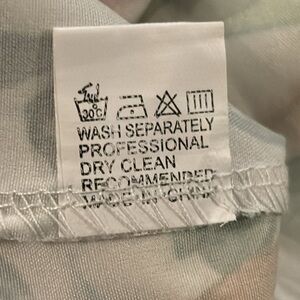 30°C
WASH SEPARATELY
PROFESSIONAL
DRY CLEAN
RECOMMENDED
MADE IN CHINA